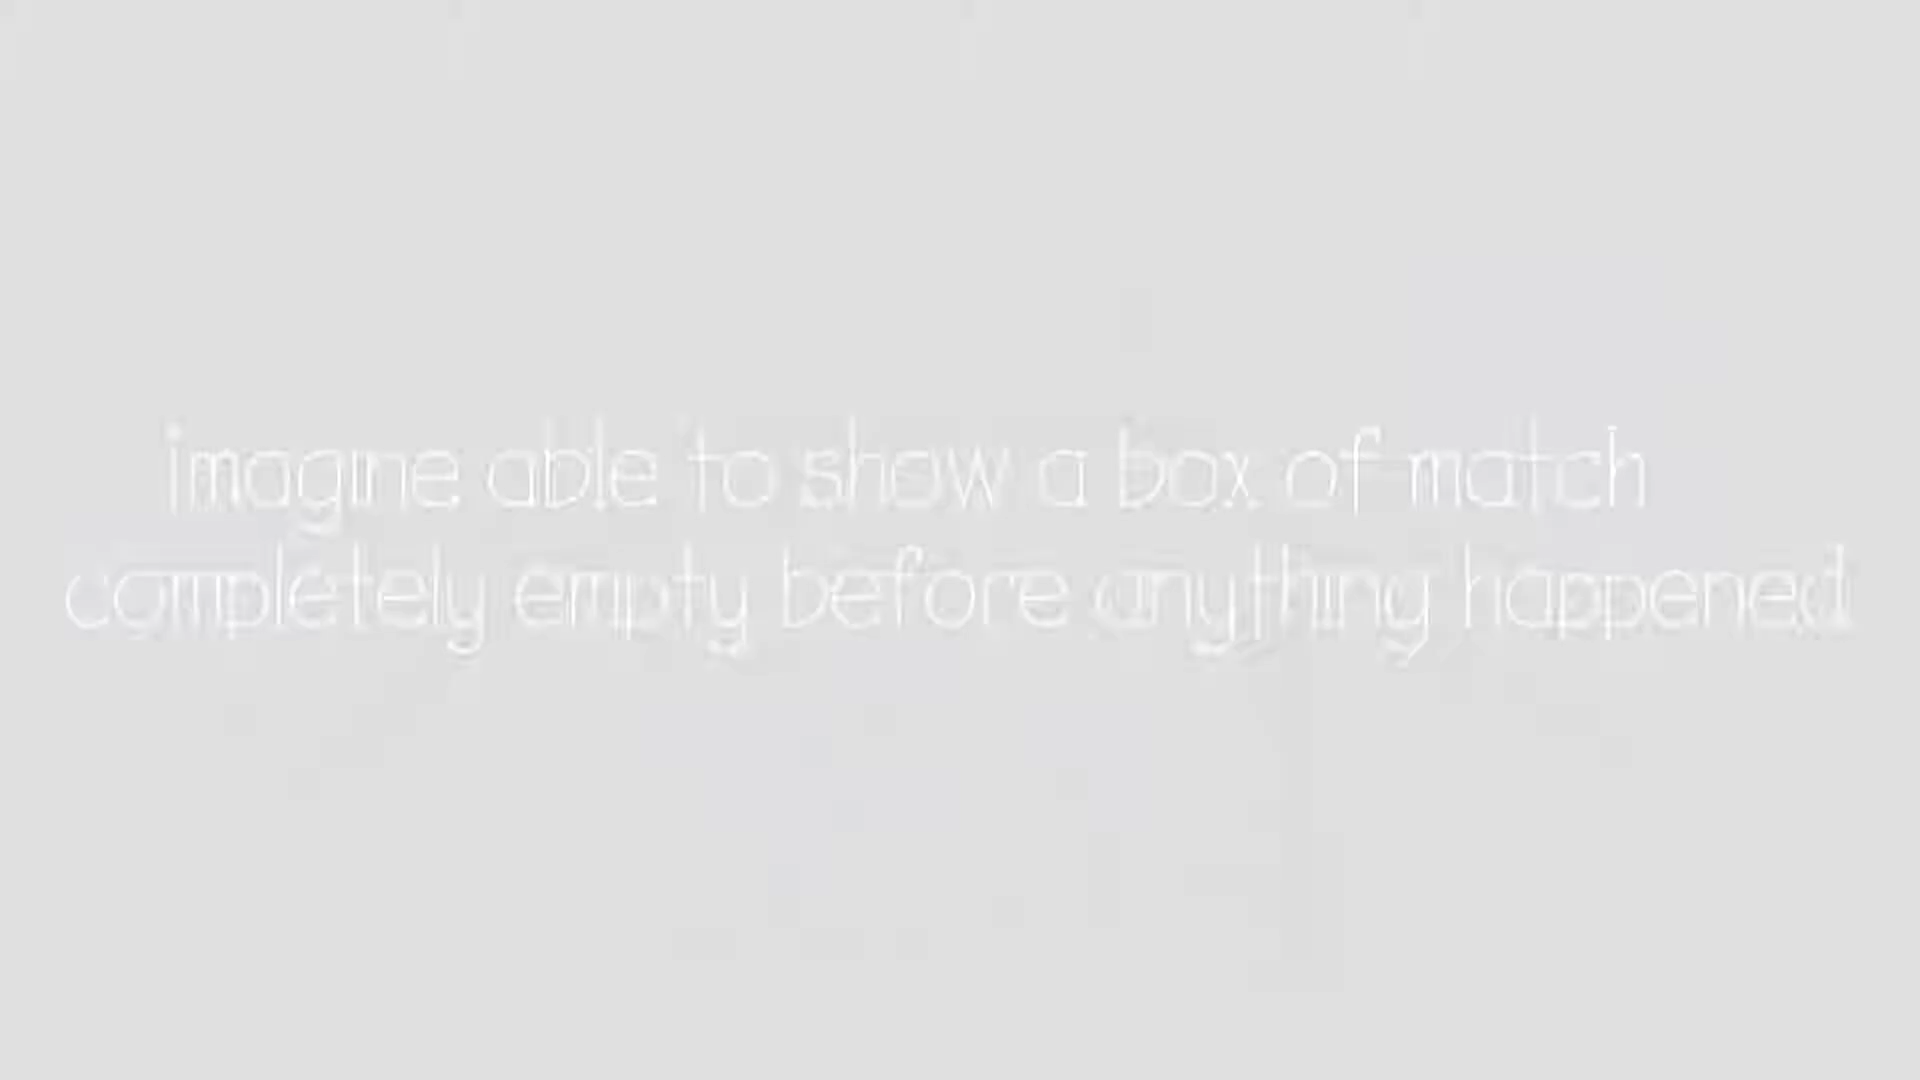 imagine able to show a box of match
completely empty before anything happened